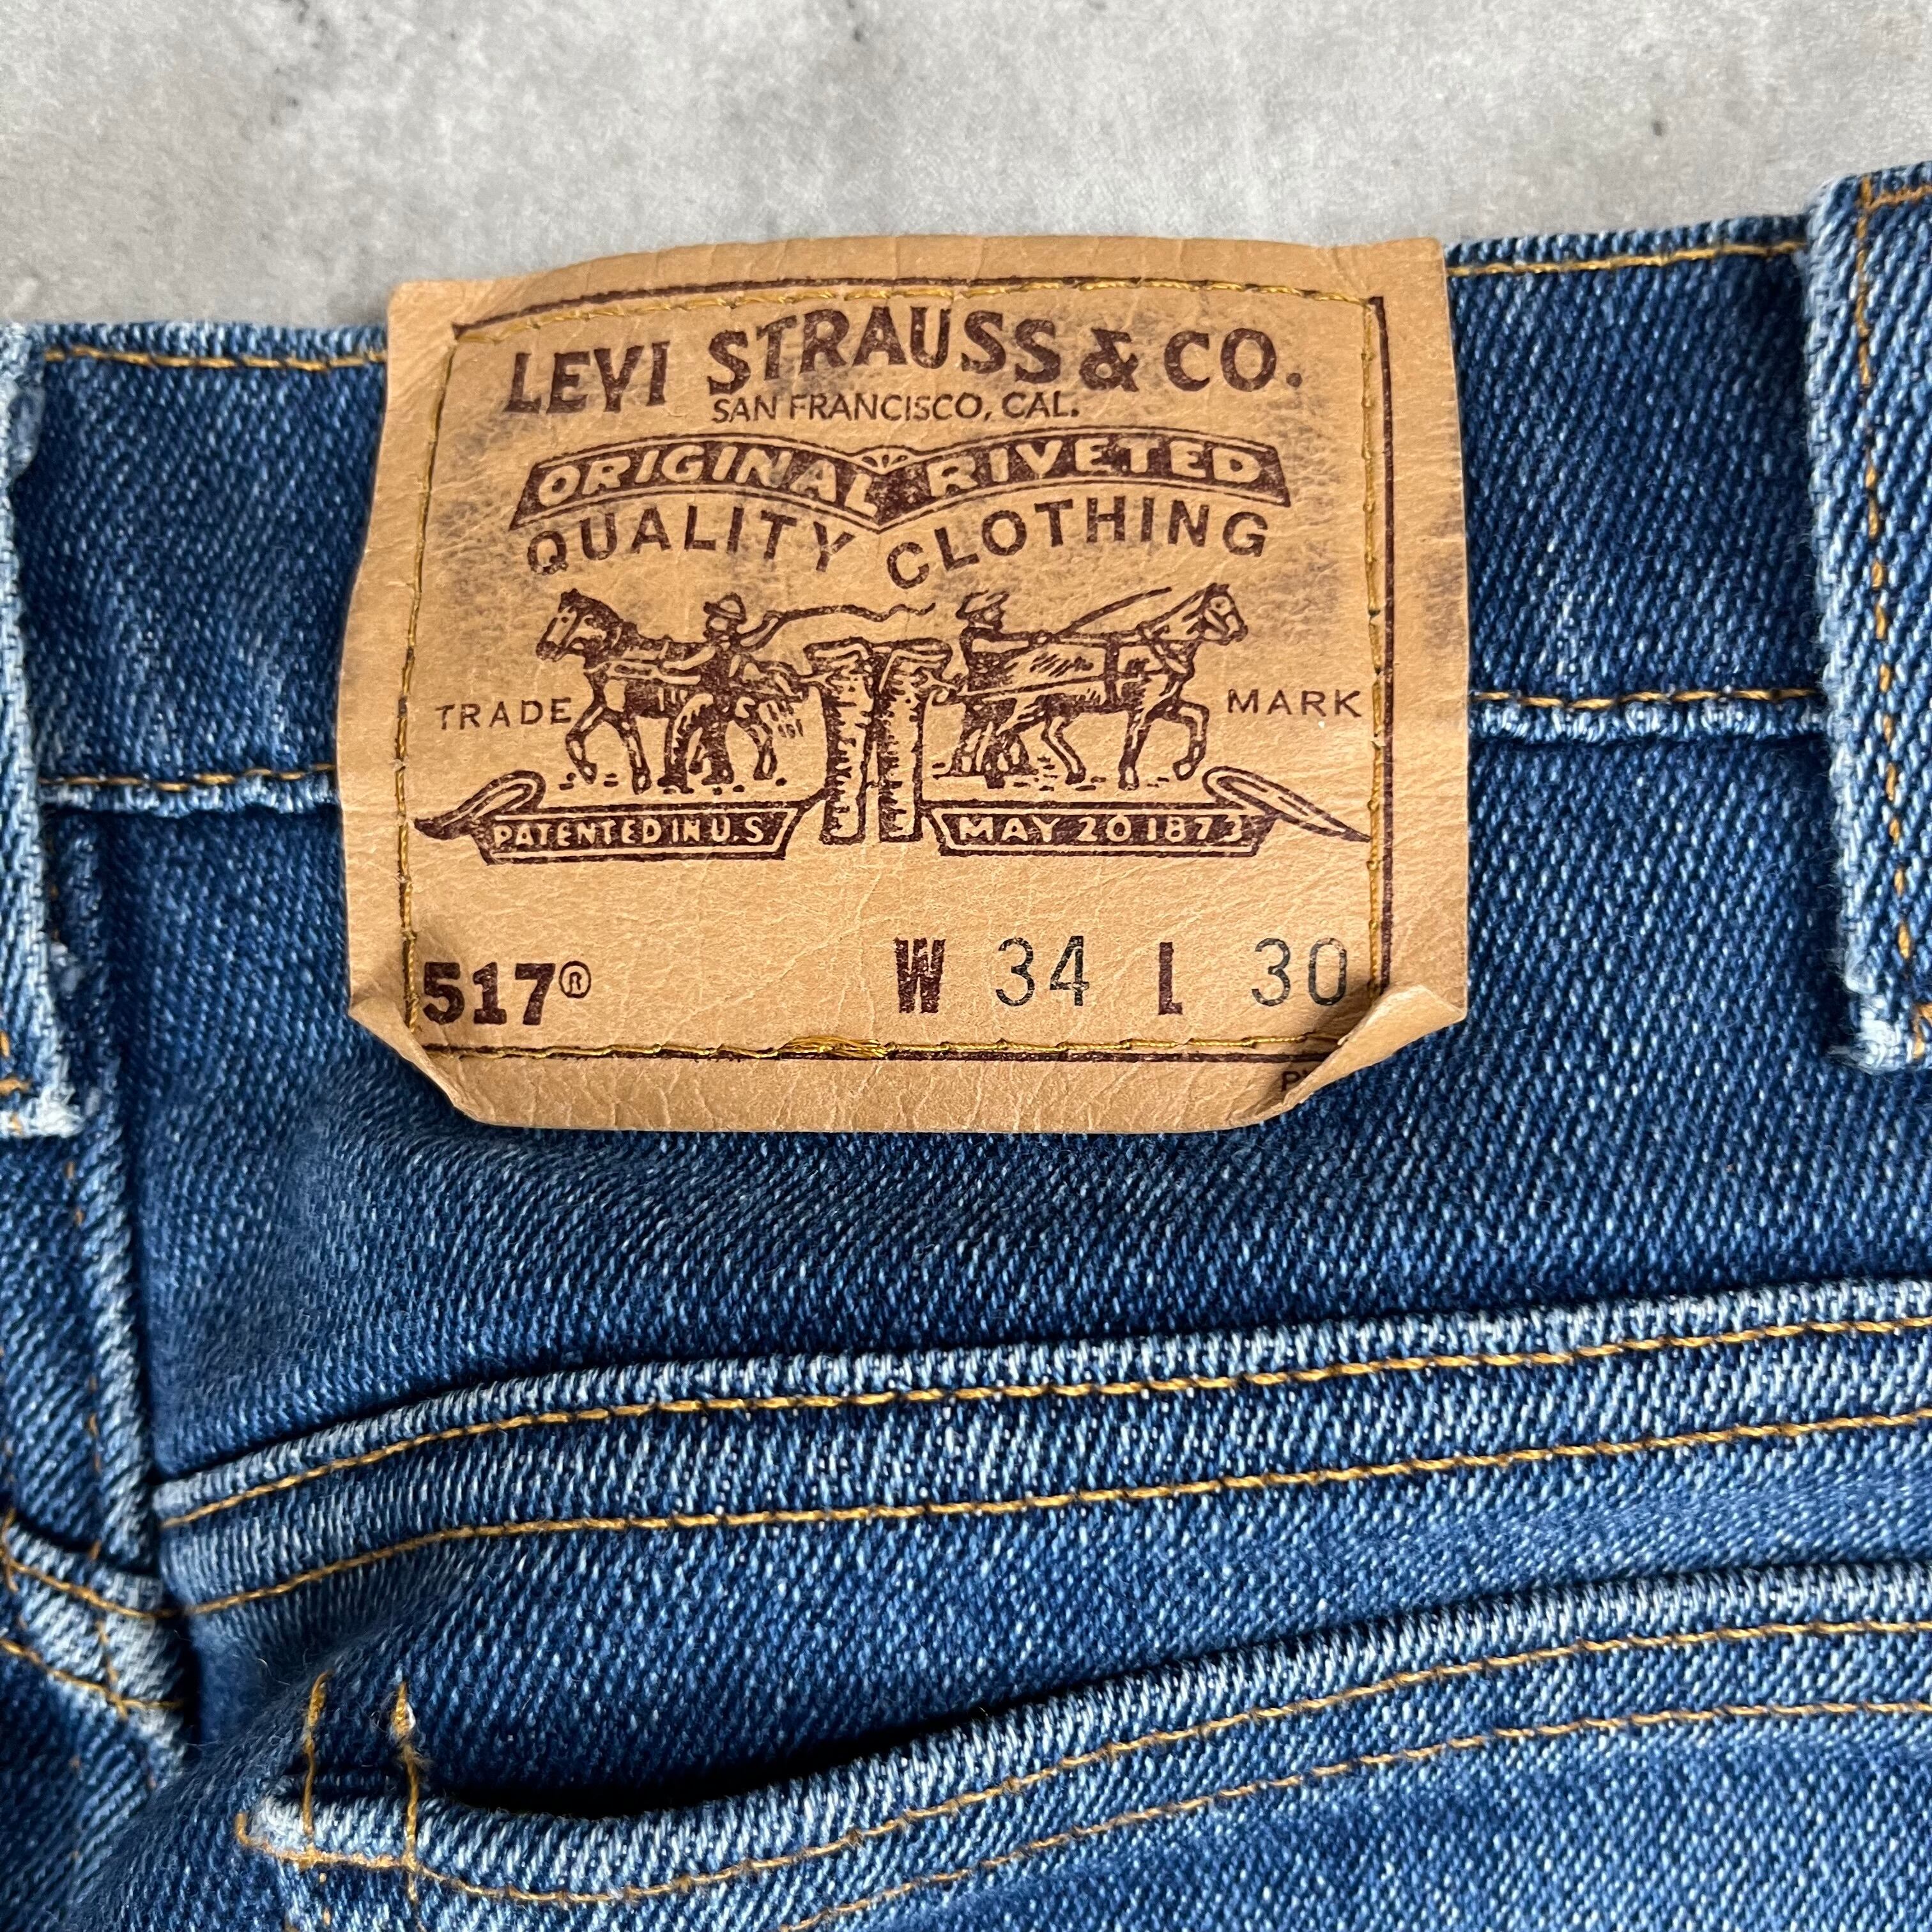 LEVI STRAUSS & CO.
SAN FRANCISCO, CAL.
ORIGINAL RIVETED
QUALITY CLOTHING
TRADE MARK
PATENTED IN U.S MAY 20 1873
517® W 34 L 30